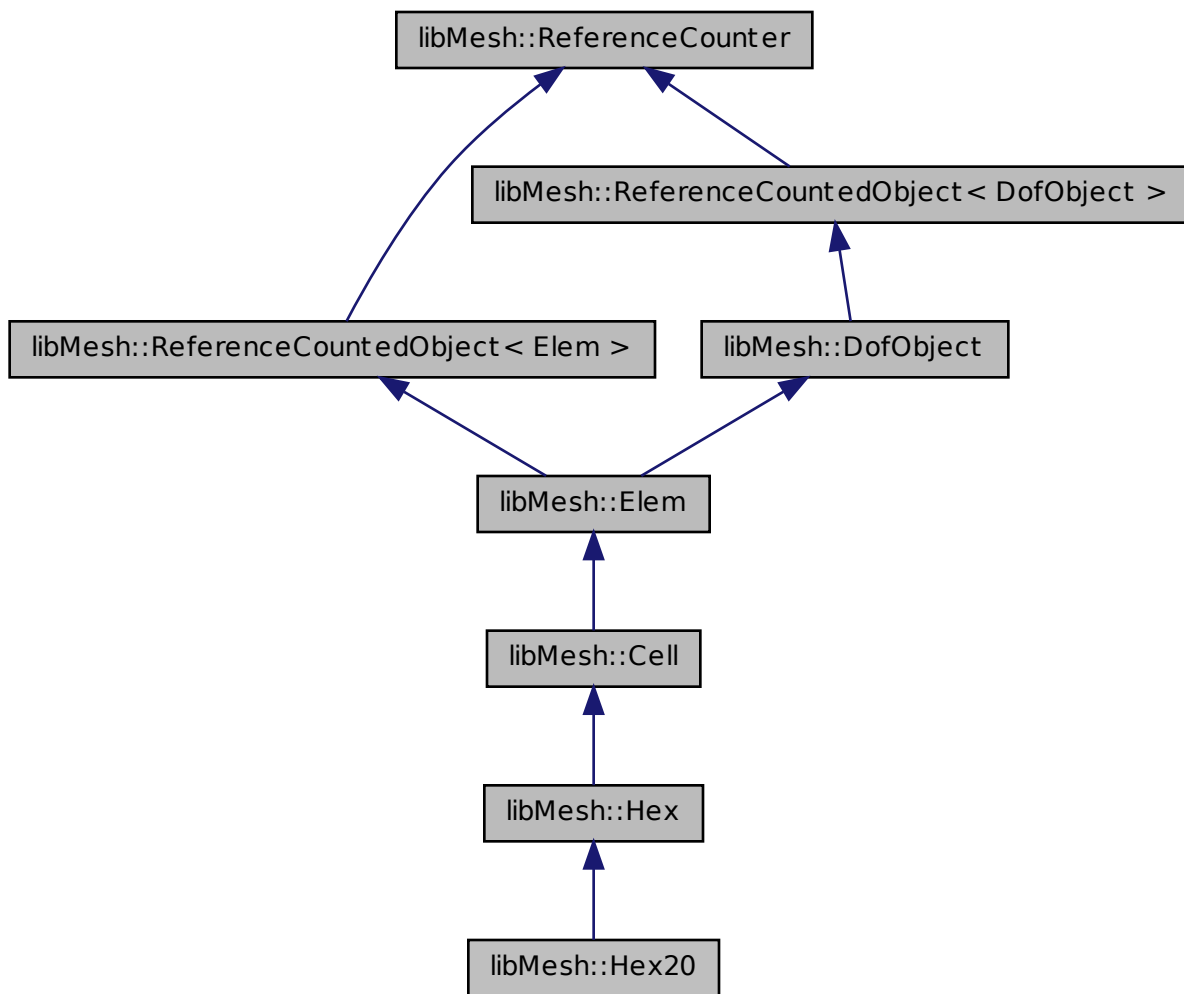 libMesh::ReferenceCounter
libMesh::ReferenceCountedObject< DofObject >
libMesh::ReferenceCountedObject< Elem >
libMesh::DofObject
libMesh::Elem
libMesh::Cell
libMesh::Hex
libMesh::Hex20